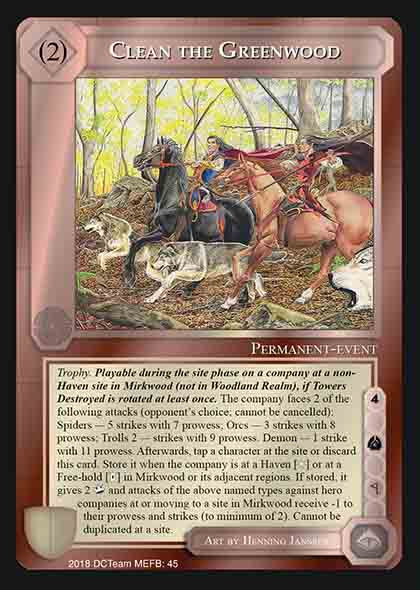 (2)
CLEAN THE GREENWOOD
PERMANENT-EVENT
Trophy. Playable during the site phase on a company at a non-
Haven site in Mirkwood (not in Woodland Realm), if Towers
Destroyed is rotated at least once. The company faces 2 of the
following attacks (opponent's choice; cannot be cancelled):
Spiders — 5 strikes with 7 prowess; Orcs — 3 strikes with 8
prowess; Trolls 2 — strikes with 9 prowess. Demon — 1 strike
with 11 prowess. Afterwards, tap a character at the site or discard
this card. Store it when the company is at a Haven [ ] or at a
Free-hold [ ] in Mirkwood or its adjacent regions. If stored, it
gives 2 and attacks of the above named types against hero
companies at or moving to a site in Mirkwood receive -1 to
their prowess and strikes (to minimum of 2). Cannot be
duplicated at a site.
4
ART BY HENNING JANSSEN
2018 DCTeam MEFB: 45